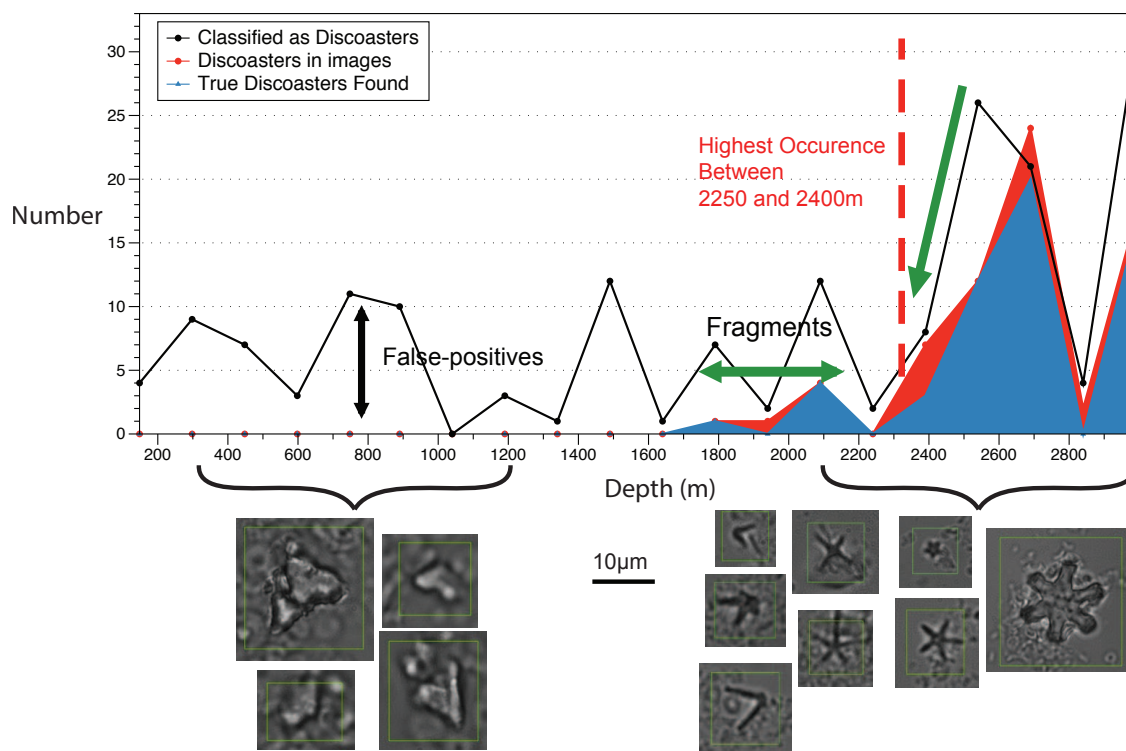 Classified as Discoasters
Discoasters in images
True Discoasters Found
30
25
20
15
10
5
0
Number
Highest Occurence
Between
2250 and 2400m
Fragments
False-positives
200 400 600 800 1000 1200 1400 1600 1800 2000 2200 2400 2600 2800
Depth (m)
10µm